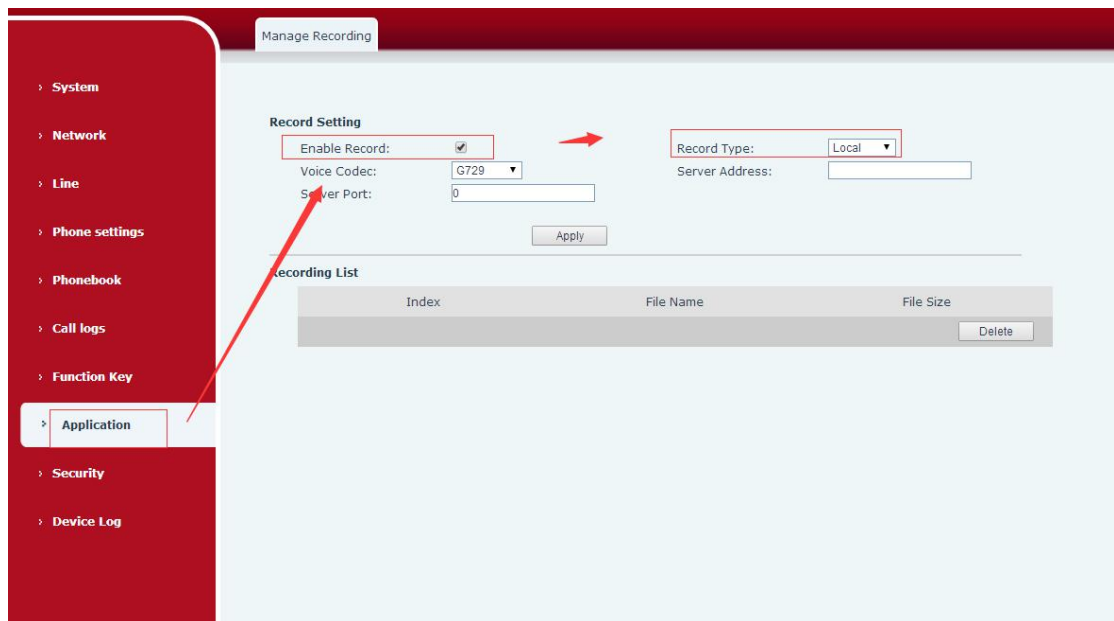 Manage Recording
System
Network
Line
Phone settings
Phonebook
Call logs
Function Key
Application
Security
Device Log
Record Setting
Enable Record:
Record Type: Local
Voice Codec: G729
Server Address:
Server Port: 0
Apply
Recording List
Index File Name File Size
Delete